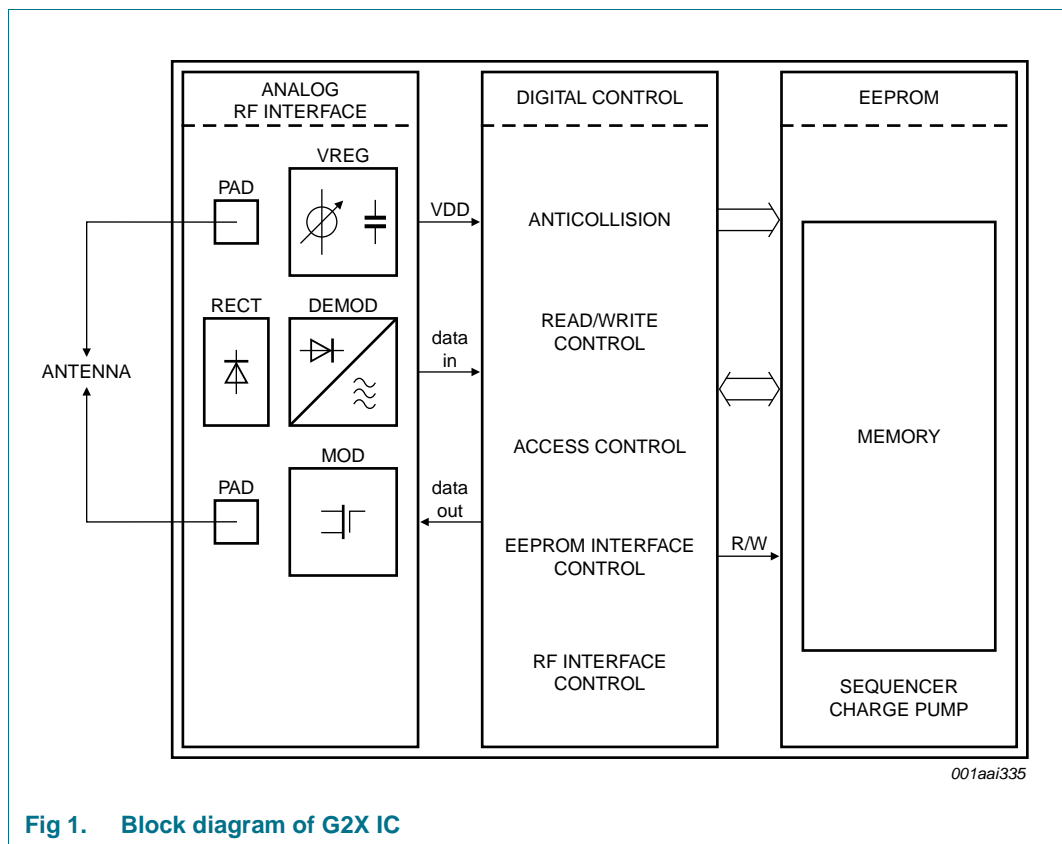 ANALOG
RF INTERFACE
VREG
PAD
RECT
DEMOD
ANTENNA
MOD
PAD
VDD
data
in
data
out
DIGITAL CONTROL
ANTICOLLISION
READ/WRITE
CONTROL
ACCESS CONTROL
EEPROM INTERFACE
CONTROL
RF INTERFACE
CONTROL
R/W
EEPROM
MEMORY
SEQUENCER
CHARGE PUMP
001aai335
Fig 1. Block diagram of G2X IC